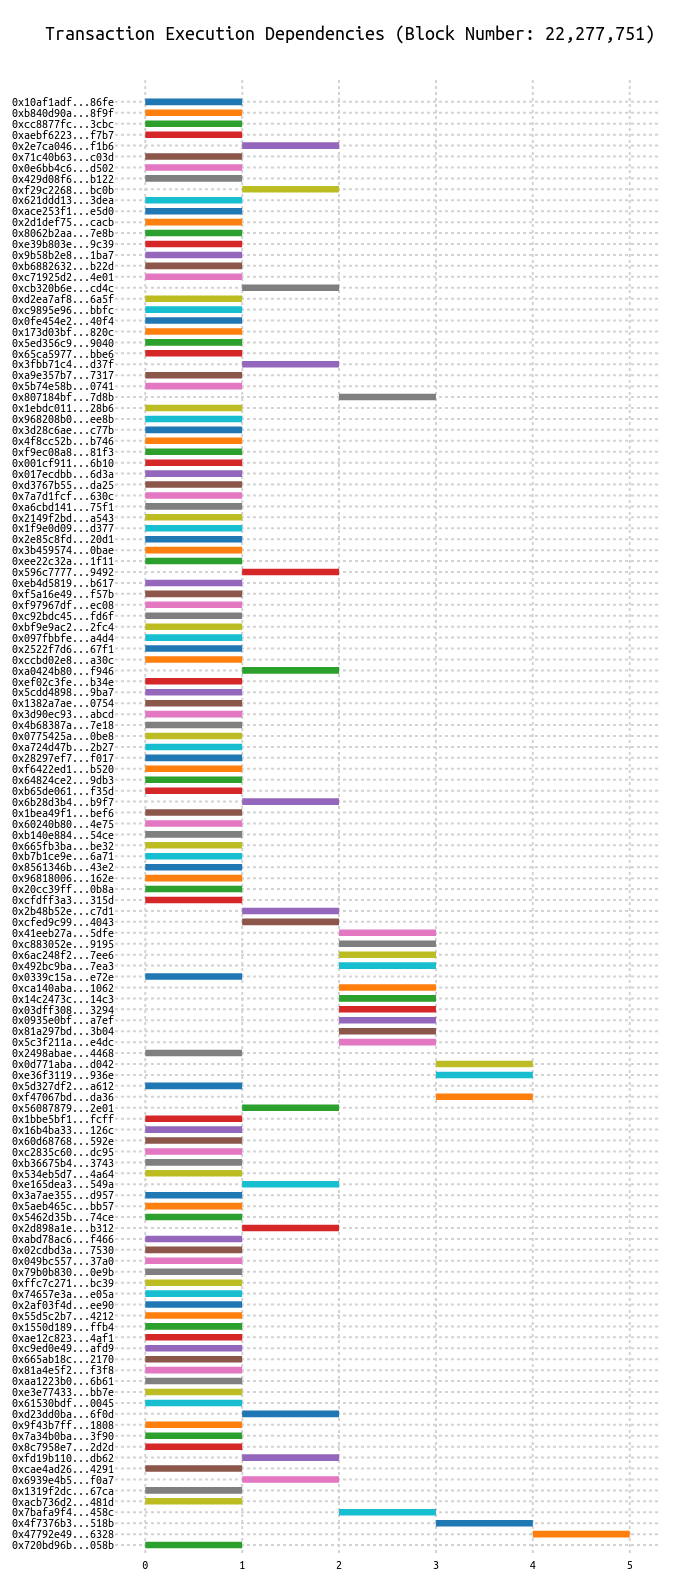 Transaction Execution Dependencies (Block Number: 22,277,751)
0x10af1adf...86fe
0xb840d90a...8f9f
0xcc8877fc...3cbc
0xaebf6223...f7b7
0x2e7ca046...f1b6
0x71c40b63...c03d
0x0e6bb4c6...d502
0x429d08f6...b122
0xf29c2268...bc0b
0x621ddd13...3dea
0xace253f1...e5d0
0x2d1def75...cacb
0x8062b2aa...7e8b
0xe39b803e...9c39
0x9b58b2e8...1ba7
0xb6882632...b22d
0xc71925d2...4e01
0xcb320b6e...cd4c
0xd2ea7af8...6a5f
0xc9895e96...bbfc
0x0fe454e2...40f4
0x173d03bf...820c
0x5ed356c9...9040
0x65ca5977...bbe6
0x3fbb71c4...d37f
0xa9e357b7...7317
0x5b74e58b...0741
0x807184bf...7d8b
0x1ebdc011...28b6
0x968208b0...ee8b
0x3d28c6ae...c77b
0x4f8cc52b...b746
0xf9ec08a8...81f3
0x001cf911...6b10
0x017ecdbb...6d3a
0xd3767b55...da25
0x7a7d1fcf...630c
0xa6cbd141...75f1
0x2149f2bd...a543
0x1f9e0d09...d377
0x2e85c8fd...20d1
0x3b459574...0bae
0xee22c32a...1f11
0x596c7777...9492
0xeb4d5819...b617
0xf5a16e49...f57b
0xf97967df...ec08
0xc92bdc45...fd6f
0xbf9e9ac2...2fc4
0x097fbbfe...a4d4
0x2522f7d6...67f1
0xccbd02e8...a30c
0xa0424b80...f946
0xef02c3fe...b34e
0x5cdd4898...9ba7
0x1382a7ae...0754
0x3d90ec93...abcd
0x4b68387a...7e18
0x0775425a...0be8
0xa724d47b...2b27
0x28297ef7...f017
0xf6422ed1...b520
0x64824ce2...9db3
0xb65de061...f35d
0x6b28d3b4...b9f7
0x1bea49f1...bef6
0x60240b80...4e75
0xb140e884...54ce
0x665fb3ba...be32
0xb7b1ce9e...6a71
0x8561346b...43e2
0x96818006...162e
0x20cc39ff...0b8a
0xcfdff3a3...315d
0x2b48b52e...c7d1
0xcfed9c99...4043
0x41eeb27a...5dfe
0xc883052e...9195
0x6ac248f2...7ee6
0x492bc9ba...7ea3
0x0339c15a...e72e
0xca140aba...1062
0x14c2473c...14c3
0x03dff308...3294
0x0935e0bf...a7ef
0x81a297bd...3b04
0x5c3f211a...e4dc
0x2498abae...4468
0x0d771aba...d042
0xe36f3119...936e
0x5d327df2...a612
0xf47067bd...da36
0x56087879...2e01
0x1bbe5bf1...fcff
0x16b4ba33...126c
0x60d68768...592e
0xc2835c60...dc95
0xb36675b4...3743
0x534eb5d7...4a64
0xe165dea3...549a
0x3a7ae355...d957
0x5aeb465c...bb57
0x5462d35b...74ce
0x2d898a1e...b312
0xabd78ac6...f466
0x02cdbd3a...7530
0x049bc557...37a0
0x79b0b830...0e9b
0xffc7c271...bc39
0x74657e3a...e05a
0x2af03f4d...ee90
0x55d5c2b7...4212
0x1550d189...ffb4
0xae12c823...4af1
0xc9ed0e49...afd9
0x665ab18c...2170
0x81a4e5f2...f3f8
0xaa1223b0...6b61
0xe3e77433...bb7e
0x61530bdf...0045
0xd23dd0ba...6f0d
0x9f43b7ff...1808
0x7a34b0ba...3f90
0x8c7958e7...2d2d
0xfd19b110...db62
0xcae4ad26...4291
0x6939e4b5...f0a7
0x1319f2dc...67ca
0xacb736d2...481d
0x7bafa9f4...458c
0x4f7376b3...518b
0x47792e49...6328
0x720bd96b...058b
0 1 2 3 4 5